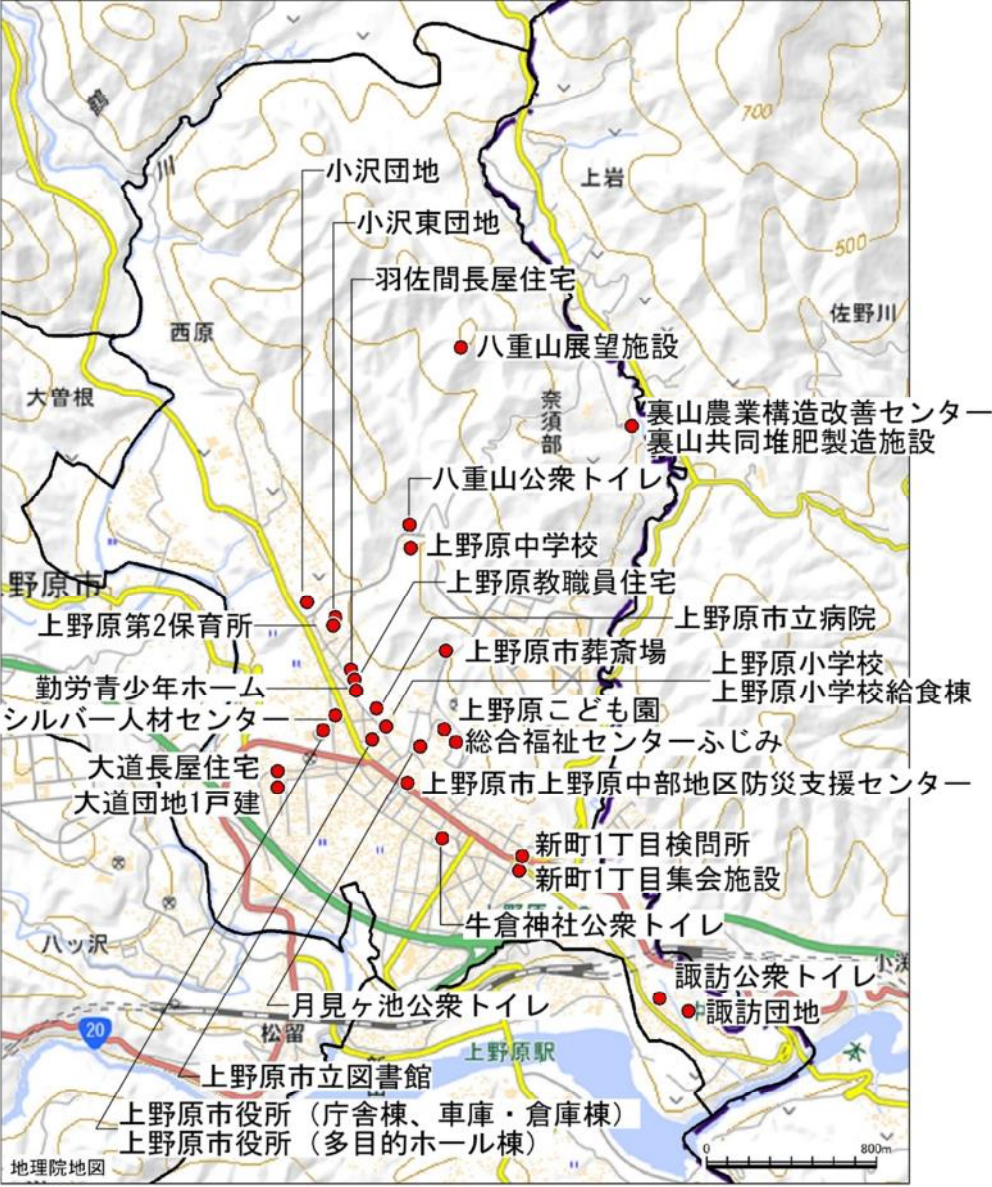 鶴
川
700
小沢団地
上岩
小沢東団地
500
羽佐間長屋住宅
佐野川
西原
八重山展望施設
大曽根
奈須部
裏山農業構造改善センター
裏山共同堆肥製造施設
八重山公衆トイレ
上野原中学校
上野原教職員住宅
野原市
上野原第2保育所
上野原市立病院
上野原市葬斎場
上野原小学校
上野原小学校給食棟
勤労青少年ホーム
シルバー人材センター
上野原こども園
総合福祉センターふじみ
大道長屋住宅
大道団地1戸建
上野原市上野原中部地区防災支援センター
新町1丁目検問所
新町1丁目集会施設
牛倉神社公衆トイレ
八ッ沢
諏訪公衆トイレ
諏訪団地
月見ヶ池公衆トイレ
20
松留
上野原駅
上野原市立図書館
上野原市役所（庁舎棟、車庫・倉庫棟）
上野原市役所（多目的ホール棟）
地理院地図
0
800m